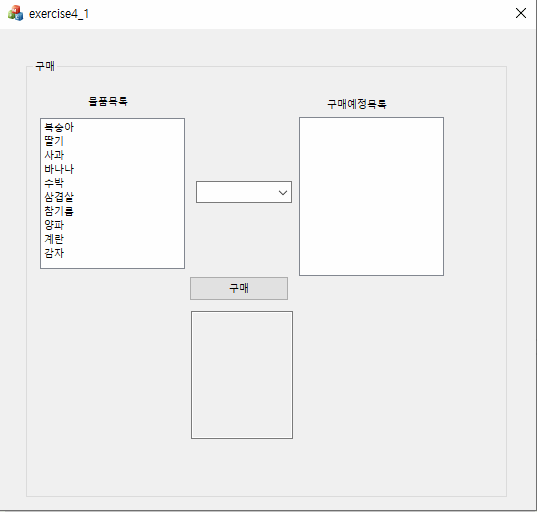 exercise4_1
구매
물품목록
구매예정목록
복숭아
딸기
사과
바나나
수박
삼겹살
참기름
양파
계란
감자
구매